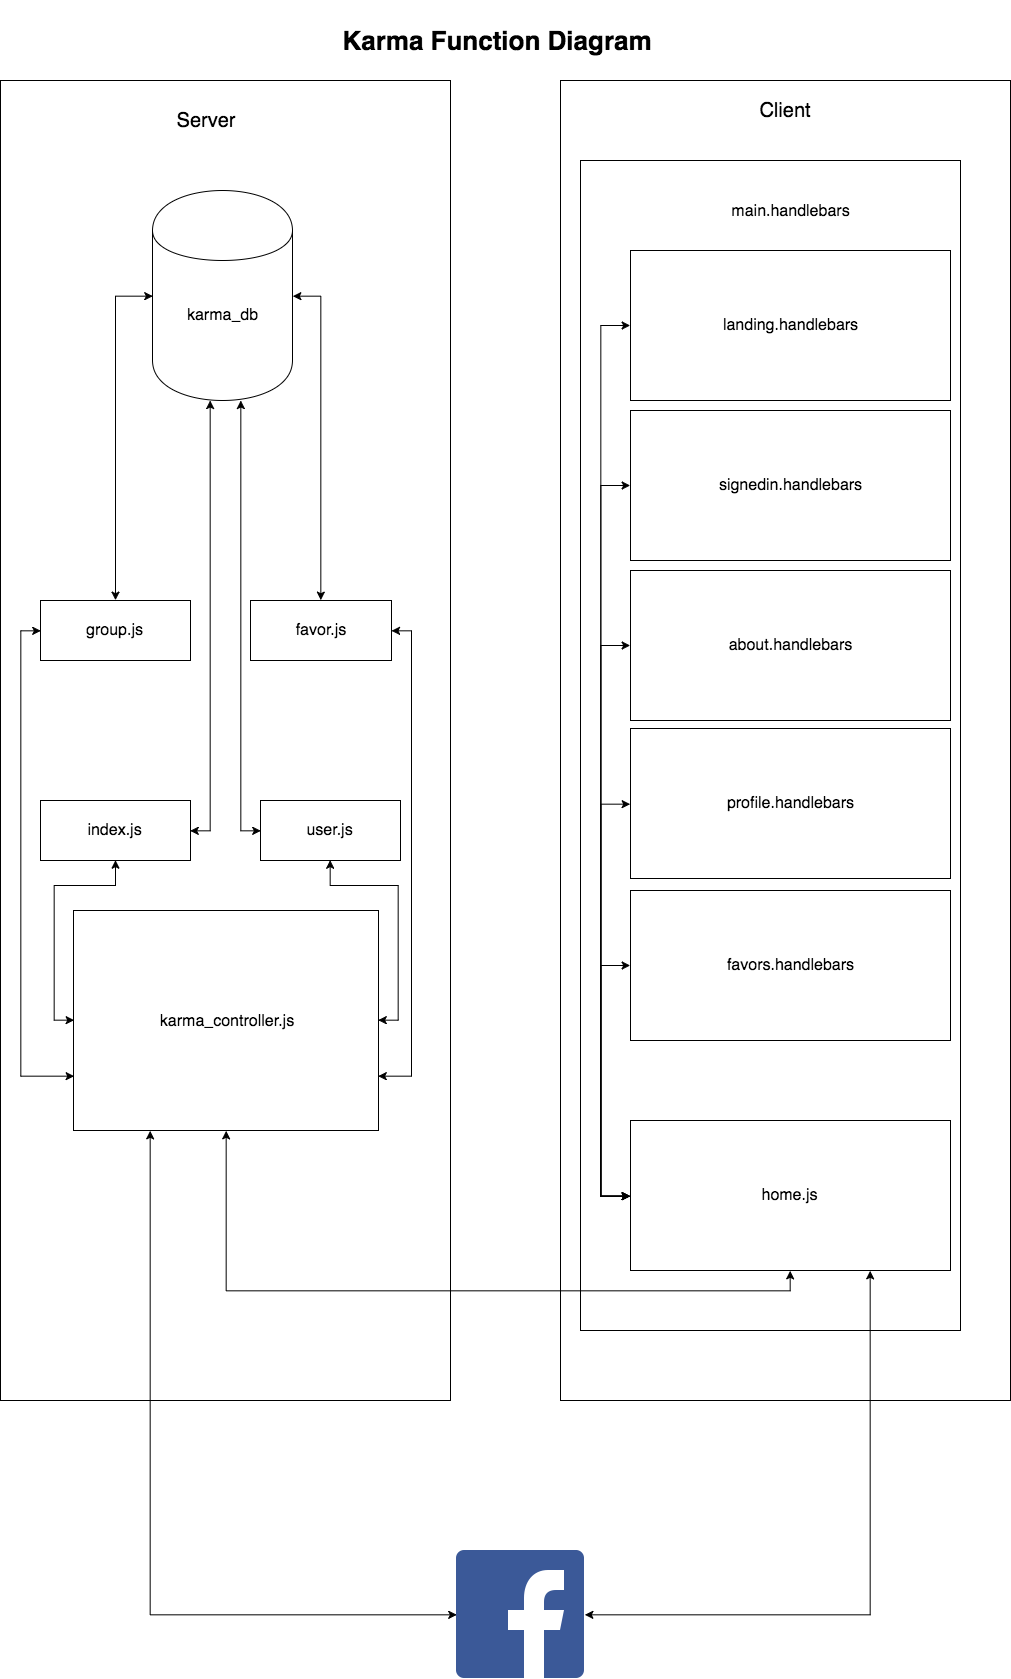 Karma Function Diagram
Server
karma_db
group.js
favor.js
index.js
user.js
karma_controller.js
Client
main.handlebars
landing.handlebars
signedin.handlebars
about.handlebars
profile.handlebars
favors.handlebars
home.js
f